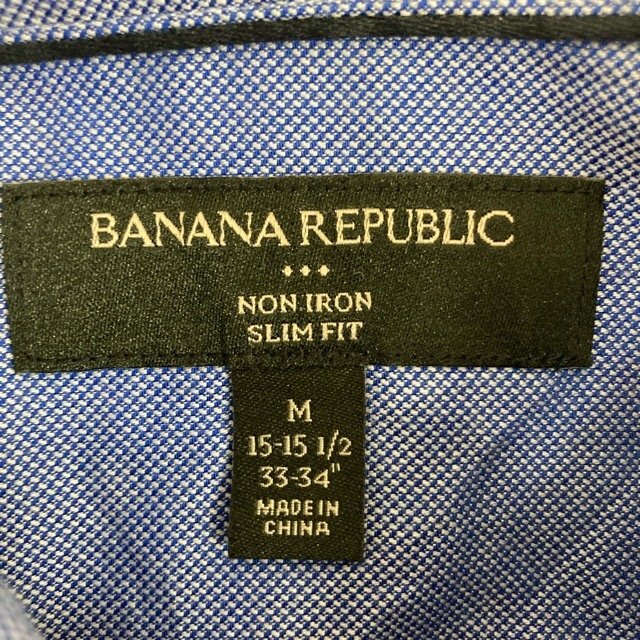 BANANA REPUBLIC
NON IRON
SLIM FIT
M
15-15 1/2
33-34"
MADE IN
CHINA